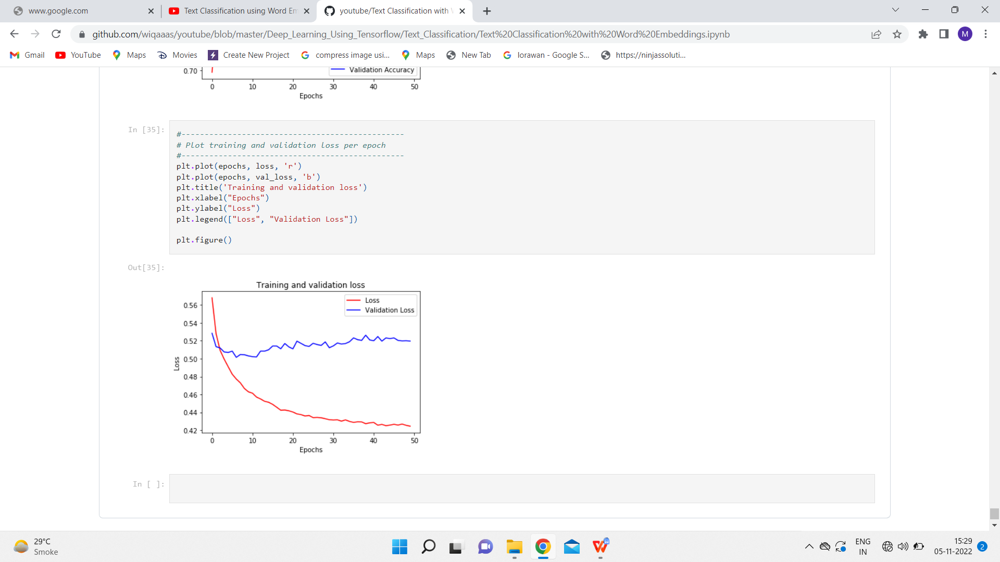 www.google.com
Text Classification using Word Em
youtube/Text Classification with
github.com/wiqaaas/youtube/blob/master/Deep_Learning_Using_Tensorflow/Text_Classification/Text%20Classification%20with%20Word%20Embeddings.ipynb
M
Gmail
YouTube
Maps
Movies
Create New Project
compress image usi...
Maps
New Tab
lorawan - Google S...
https://ninjassoluti...
0.70
Validation Accuracy
0 10 20 30 40 50
Epochs
In [35]:
#------------------------------------------------
# Plot training and validation loss per epoch
#------------------------------------------------
plt.plot(epochs, loss, 'r')
plt.plot(epochs, val_loss, 'b')
plt.title('Training and validation loss')
plt.xlabel("Epochs")
plt.ylabel("Loss")
plt.legend(["Loss", "Validation Loss"])
plt.figure()
Out[35]:
Training and validation loss
Loss
Validation Loss
0.56
0.54
0.52
0.50
0.48
0.46
0.44
0.42
Loss
0 10 20 30 40 50
Epochs
In [ ]:
29°C
Smoke
ENG
IN
15:29
05-11-2022
2